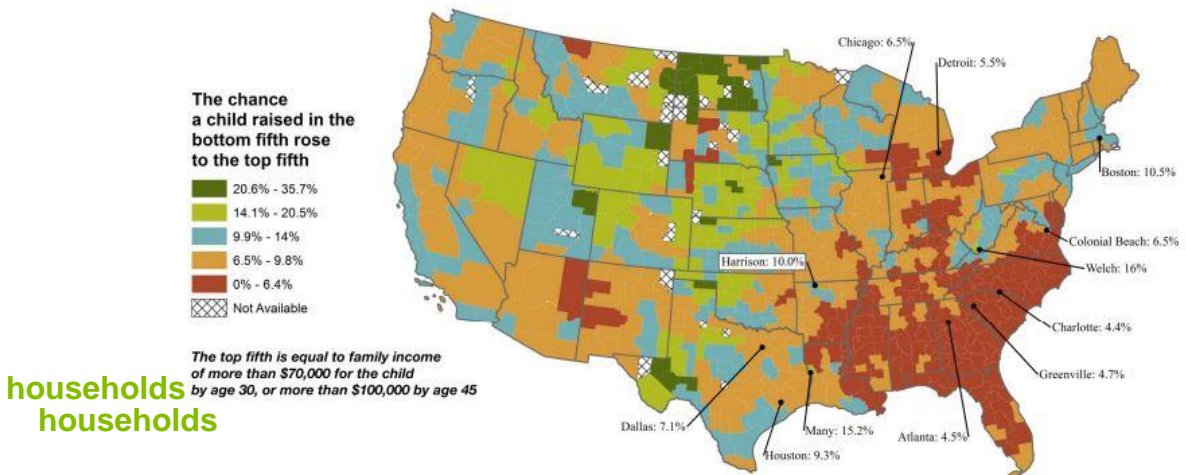 The chance
a child raised in the
bottom fifth rose
to the top fifth
20.6% - 35.7%
14.1% - 20.5%
9.9% - 14%
6.5% - 9.8%
0% - 6.4%
Not Available
The top fifth is equal to family income
of more than $70,000 for the child
by age 30, or more than $100,000 by age 45
households
households
Chicago: 6.5%
Detroit: 5.5%
Boston: 10.5%
Colonial Beach: 6.5%
Harrison: 10.0%
Welch: 16%
Charlotte: 4.4%
Greenville: 4.7%
Dallas: 7.1%
Many: 15.2%
Atlanta: 4.5%
Houston: 9.3%